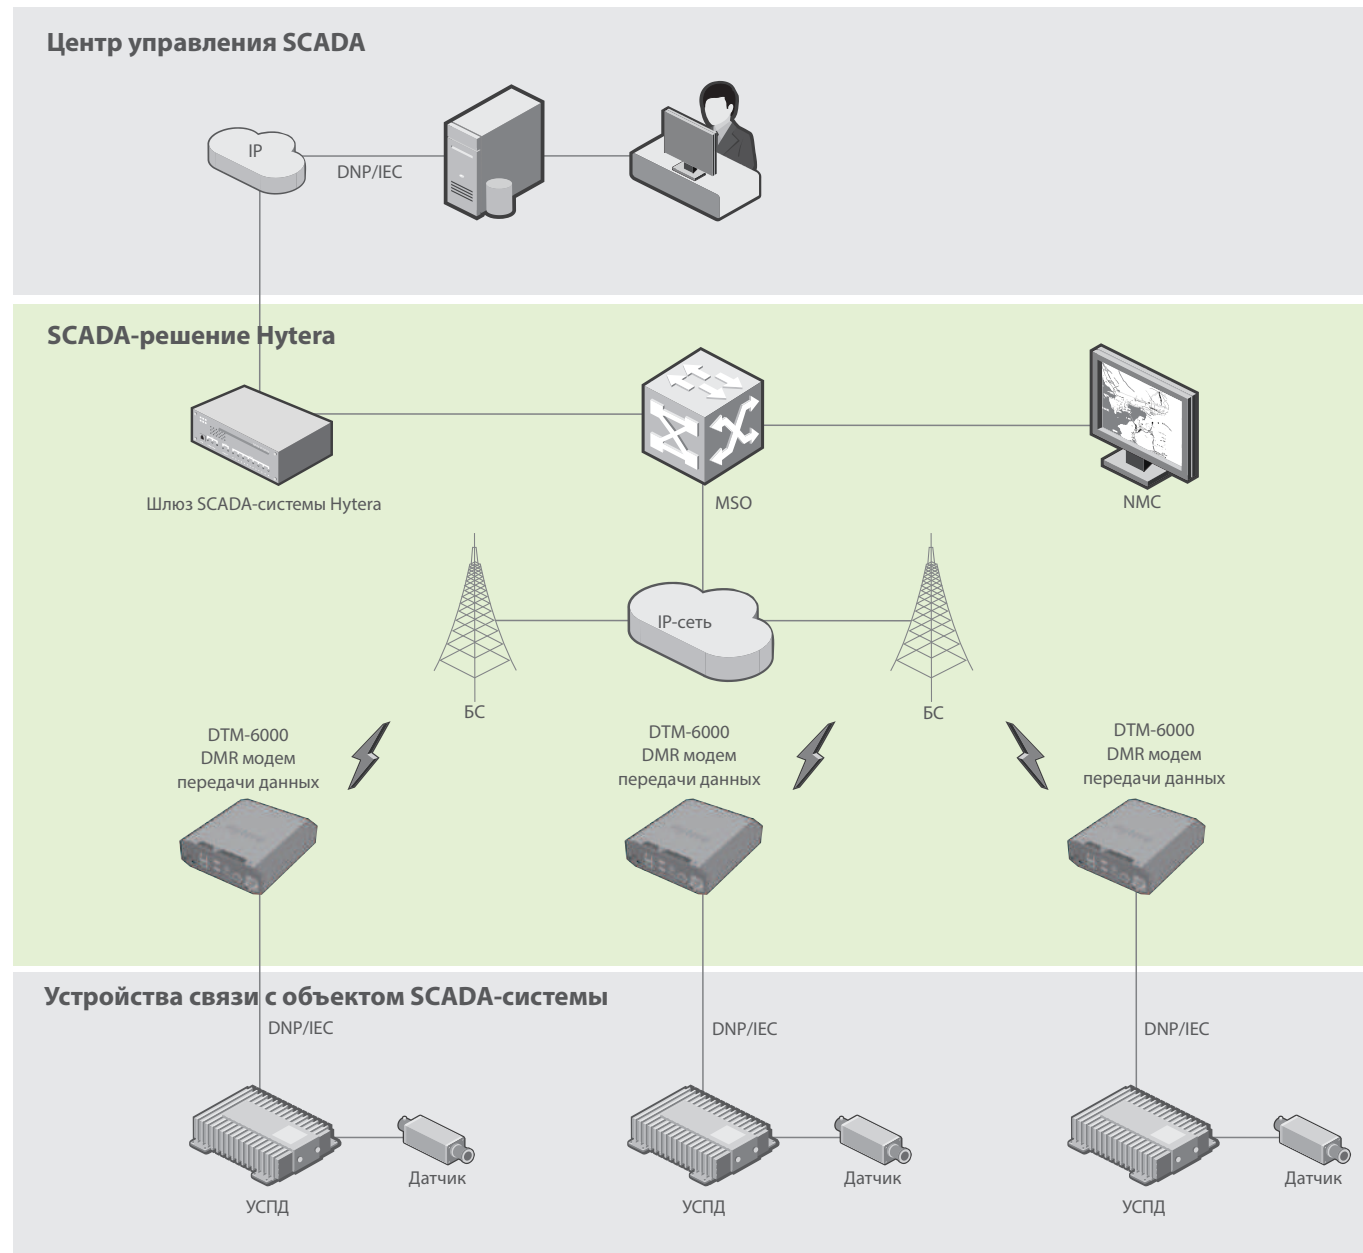 Центр управления SCADA
IP
DNP/IEC
SCADA-решение Hytera
Шлюз SCADA-системы Hytera
MSO
NMC
IP-сеть
БС
БС
DTM-6000
DMR модем
передачи данных
DTM-6000
DMR модем
передачи данных
DTM-6000
DMR модем
передачи данных
Устройства связи с объектом SCADA-системы
DNP/IEC
DNP/IEC
DNP/IEC
Датчик
Датчик
Датчик
УСПД
УСПД
УСПД